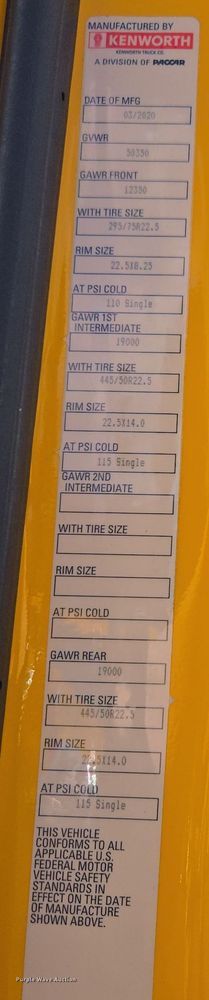 MANUFACTURED BY
KENWORTH
KENWORTH TRUCK CO.
A DIVISION OF PACCAR
DATE OF MFG
03/2020
GVWR
50350
GAWR FRONT
12350
WITH TIRE SIZE
295/75R22.5
RIM SIZE
22.5X8.25
AT PSI COLD
110 Single
GAWR 1ST
INTERMEDIATE
19000
WITH TIRE SIZE
445/50R22.5
RIM SIZE
22.5X14.0
AT PSI COLD
115 Single
GAWR 2ND
INTERMEDIATE
WITH TIRE SIZE
RIM SIZE
AT PSI COLD
GAWR REAR
19000
WITH TIRE SIZE
445/50R22.5
RIM SIZE
22.5X14.0
AT PSI COLD
115 Single
THIS VEHICLE
CONFORMS TO ALL
APPLICABLE U.S.
FEDERAL MOTOR
VEHICLE SAFETY
STANDARDS IN
EFFECT ON THE DATE
OF MANUFACTURE
SHOWN ABOVE.
Purple Wave Auction